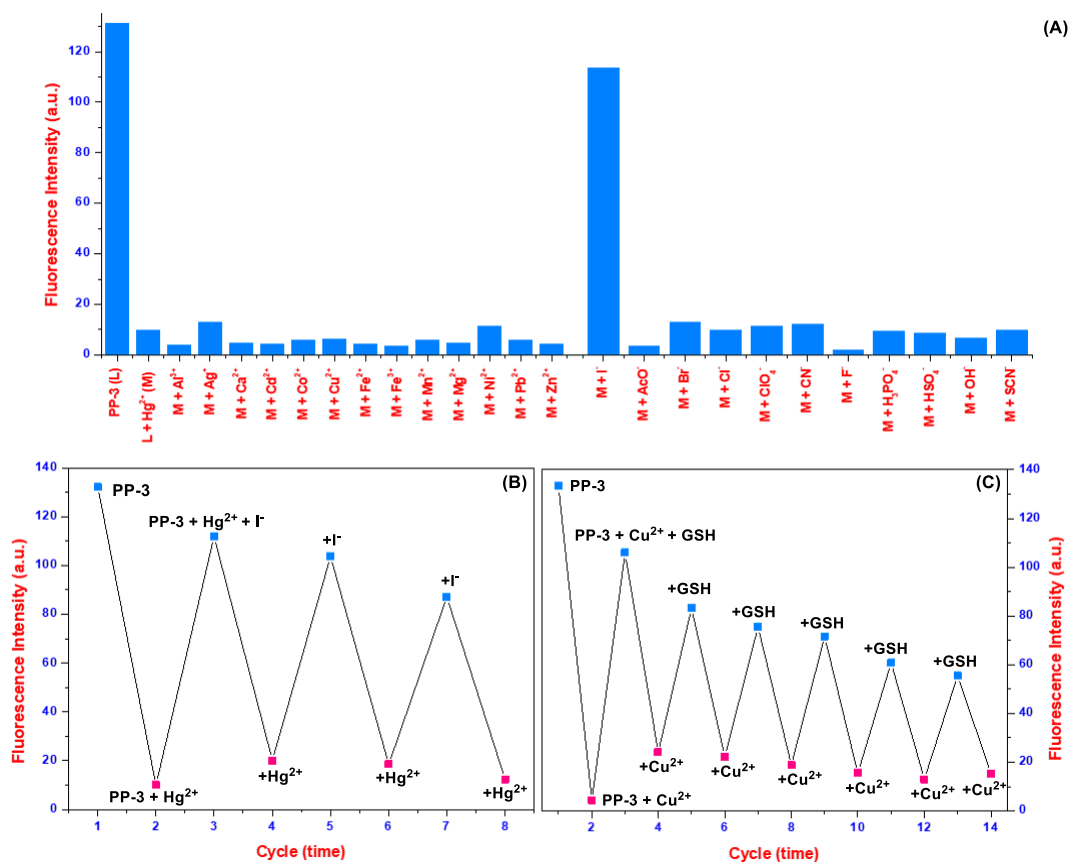 (A)
Fluorescence Intensity (a.u.)
120
100
80
60
40
20
0
PP-3 (L)
L + Hg²⁺ (M)
M + Al³⁺
M + Ag⁺
M + Ca²⁺
M + Cd²⁺
M + Co²⁺
M + Cu²⁺
M + Fe²⁺
M + Fe³⁺
M + Mn²⁺
M + Mg²⁺
M + Ni²⁺
M + Pb²⁺
M + Zn²⁺
M + I⁻
M + AcO⁻
M + Br⁻
M + Cl⁻
M + ClO₄⁻
M + CN⁻
M + F⁻
M + H₂PO₄⁻
M + HSO₄⁻
M + OH⁻
M + SCN⁻
(B)
Fluorescence Intensity (a.u.)
140
120
100
80
60
40
20
0
PP-3
PP-3 + Hg²⁺ + I⁻
+I⁻
+I⁻
PP-3 + Hg²⁺
+Hg²⁺
+Hg²⁺
+Hg²⁺
1 2 3 4 5 6 7 8
Cycle (time)
(C)
PP-3
PP-3 + Cu²⁺ + GSH
+GSH
+GSH
+GSH
+GSH
+GSH
PP-3 + Cu²⁺
+Cu²⁺
+Cu²⁺
+Cu²⁺
+Cu²⁺
+Cu²⁺
+Cu²⁺
140
120
100
80
60
40
20
0
Fluorescence Intensity (a.u.)
2 4 6 8 10 12 14
Cycle (time)